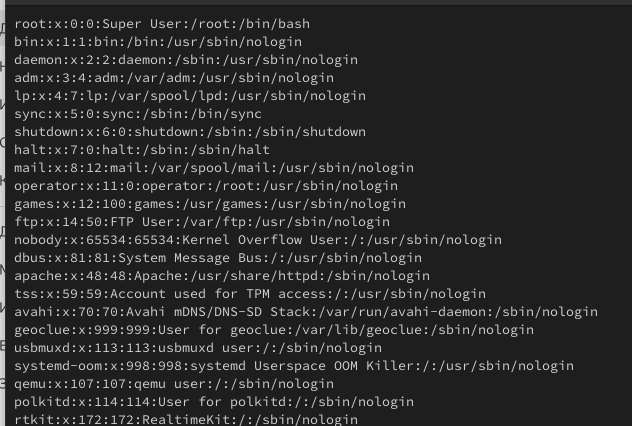 root:x:0:0:Super User:/root:/bin/bash
bin:x:1:1:bin:/bin:/usr/sbin/nologin
daemon:x:2:2:daemon:/sbin:/usr/sbin/nologin
adm:x:3:4:adm:/var/adm:/usr/sbin/nologin
lp:x:4:7:lp:/var/spool/lpd:/usr/sbin/nologin
sync:x:5:0:sync:/sbin:/bin/sync
shutdown:x:6:0:shutdown:/sbin:/sbin/shutdown
halt:x:7:0:halt:/sbin:/sbin/halt
mail:x:8:12:mail:/var/spool/mail:/usr/sbin/nologin
operator:x:11:0:operator:/root:/usr/sbin/nologin
games:x:12:100:games:/usr/games:/usr/sbin/nologin
ftp:x:14:50:FTP User:/var/ftp:/usr/sbin/nologin
nobody:x:65534:65534:Kernel Overflow User:/:/usr/sbin/nologin
dbus:x:81:81:System Message Bus:/:/usr/sbin/nologin
apache:x:48:48:Apache:/usr/share/httpd:/sbin/nologin
tss:x:59:59:Account used for TPM access:/:/usr/sbin/nologin
avahi:x:70:70:Avahi mDNS/DNS-SD Stack:/var/run/avahi-daemon:/sbin/nologin
geoclue:x:999:999:User for geoclue:/var/lib/geoclue:/sbin/nologin
usbmuxd:x:113:113:usbmuxd user:/:/sbin/nologin
systemd-oom:x:998:998:systemd Userspace OOM Killer:/:/usr/sbin/nologin
qemu:x:107:107:qemu user:/:/sbin/nologin
polkitd:x:114:114:User for polkitd:/:/sbin/nologin
rtkit:x:172:172:RealtimeKit:/:/sbin/nologin